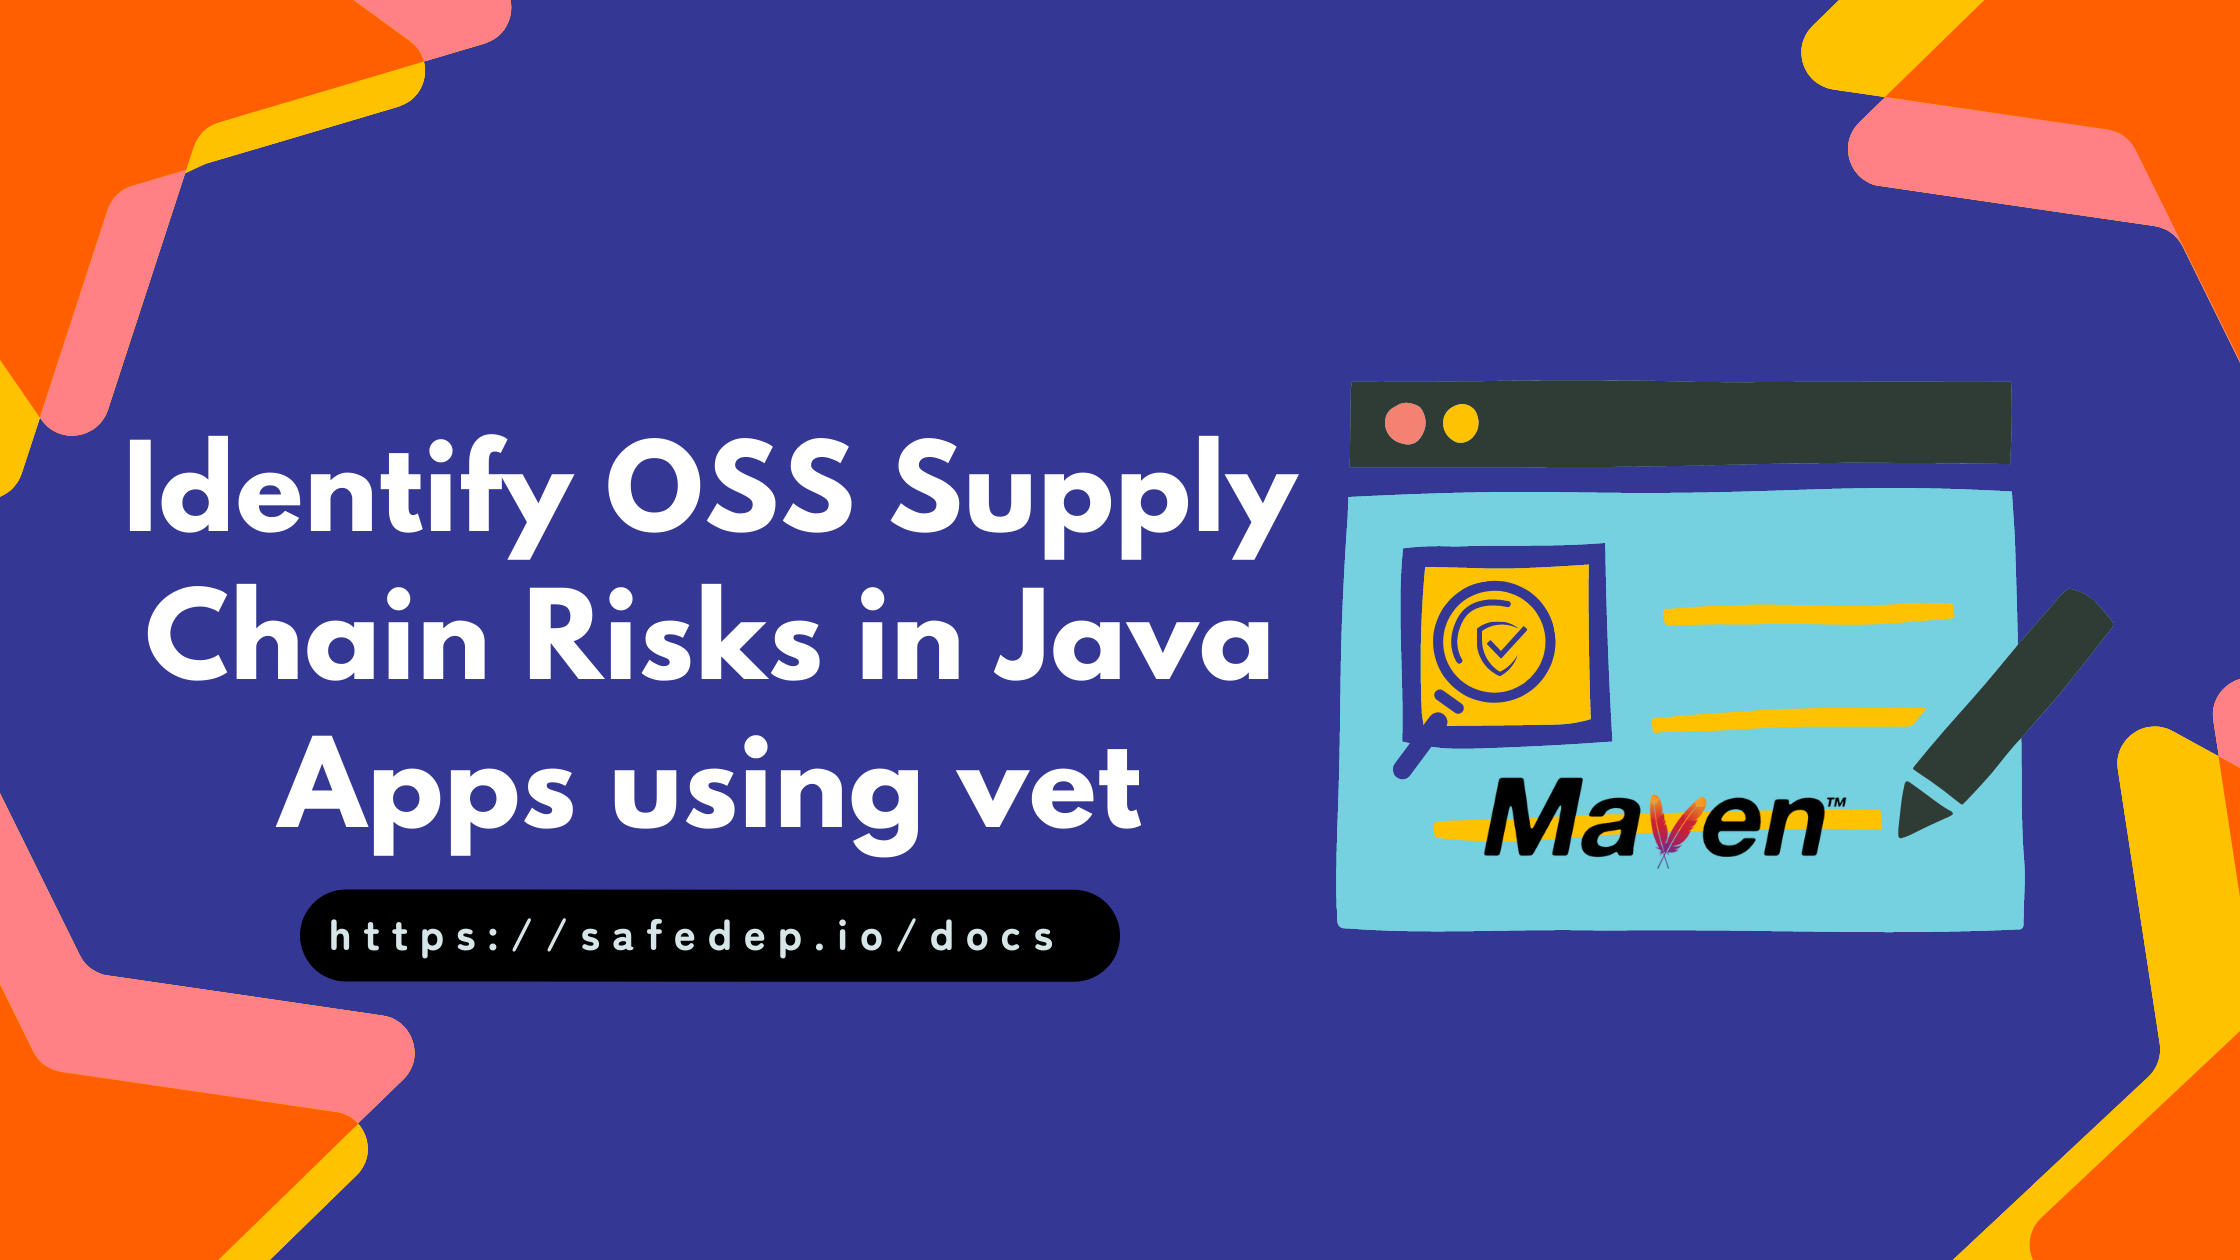 Identify OSS Supply
Chain Risks in Java
Apps using vet
https://safedep.io/docs
Maven™